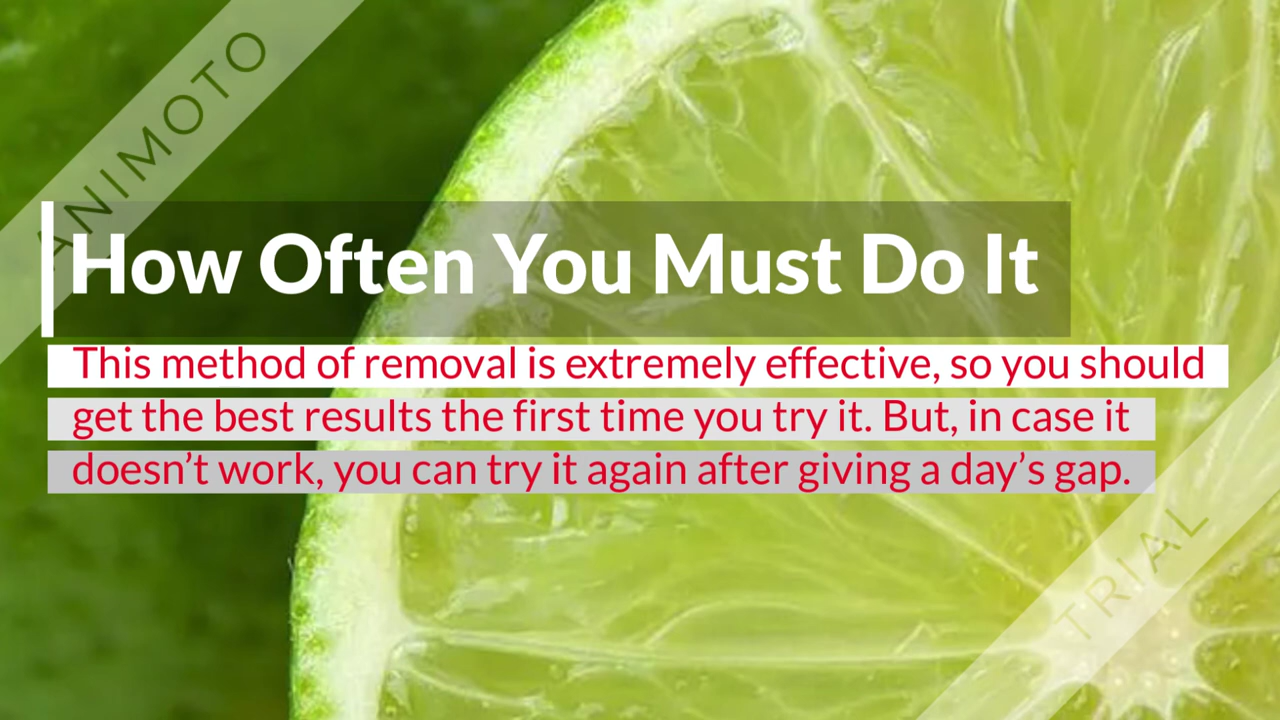 ANIMOTO
How Often You Must Do It
This method of removal is extremely effective, so you should
get the best results the first time you try it. But, in case it
doesn’t work, you can try it again after giving a day’s gap.
TRIAL